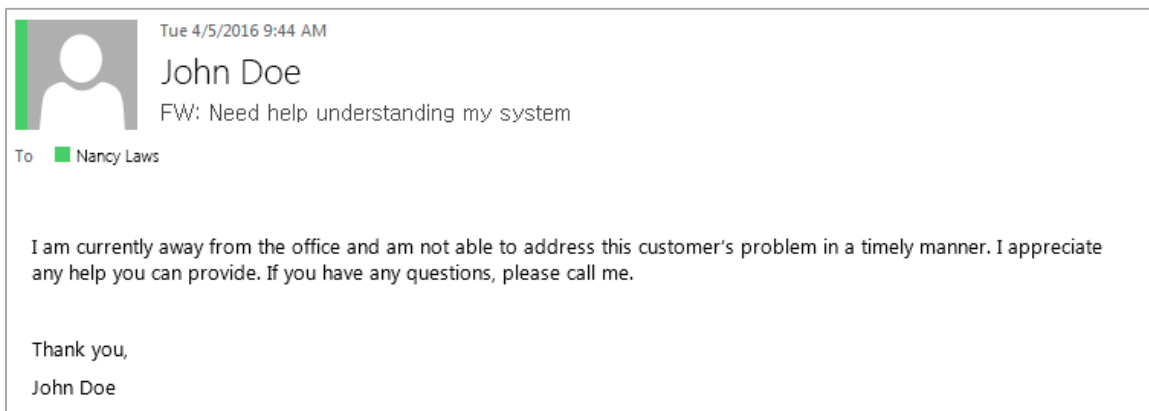 Tue 4/5/2016 9:44 AM
John Doe
FW: Need help understanding my system
To Nancy Laws
I am currently away from the office and am not able to address this customer's problem in a timely manner. I appreciate
any help you can provide. If you have any questions, please call me.
Thank you,
John Doe